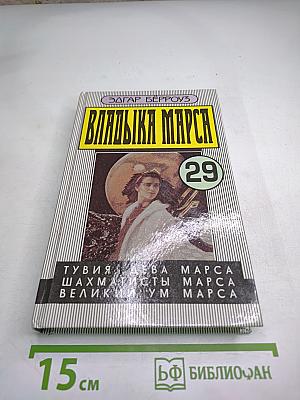 ЭДГАР БЕРРОУЗ
ВЛАДЫКА МАРСА
29
ТУВИЯ, ДЕВА МАРСА
ШАХМАТИСТЫ МАРСА
ВЕЛИКИЙ УМ МАРСА
15 см
БФ БИБЛИОФАН